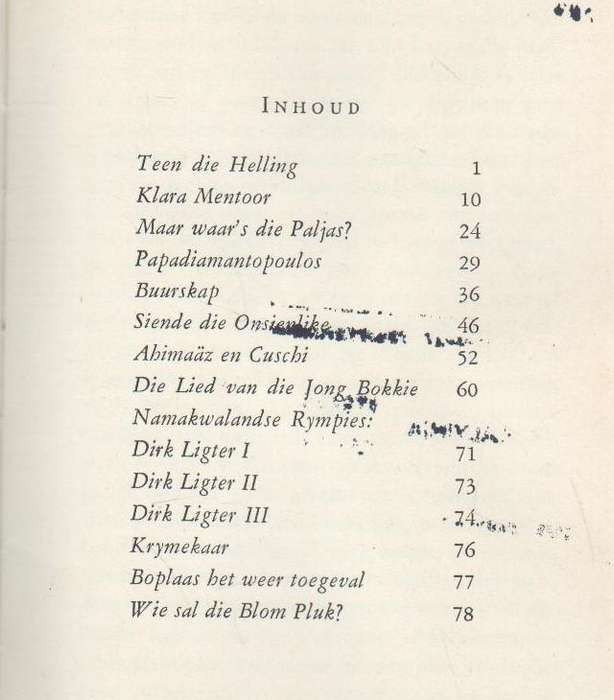 INHOUD
Teen die Helling 1
Klara Mentoor 10
Maar waar's die Paljas? 24
Papadiamantopoulos 29
Buurskap 36
Siende die Onsienlike 46
Ahimaäz en Cuschi 52
Die Lied van die Jong Bokkie 60
Namakwalandse Rympies:
Dirk Ligter I 71
Dirk Ligter II 73
Dirk Ligter III 74
Krymekaar 76
Boplaas het weer toegeval 77
Wie sal die Blom Pluk? 78